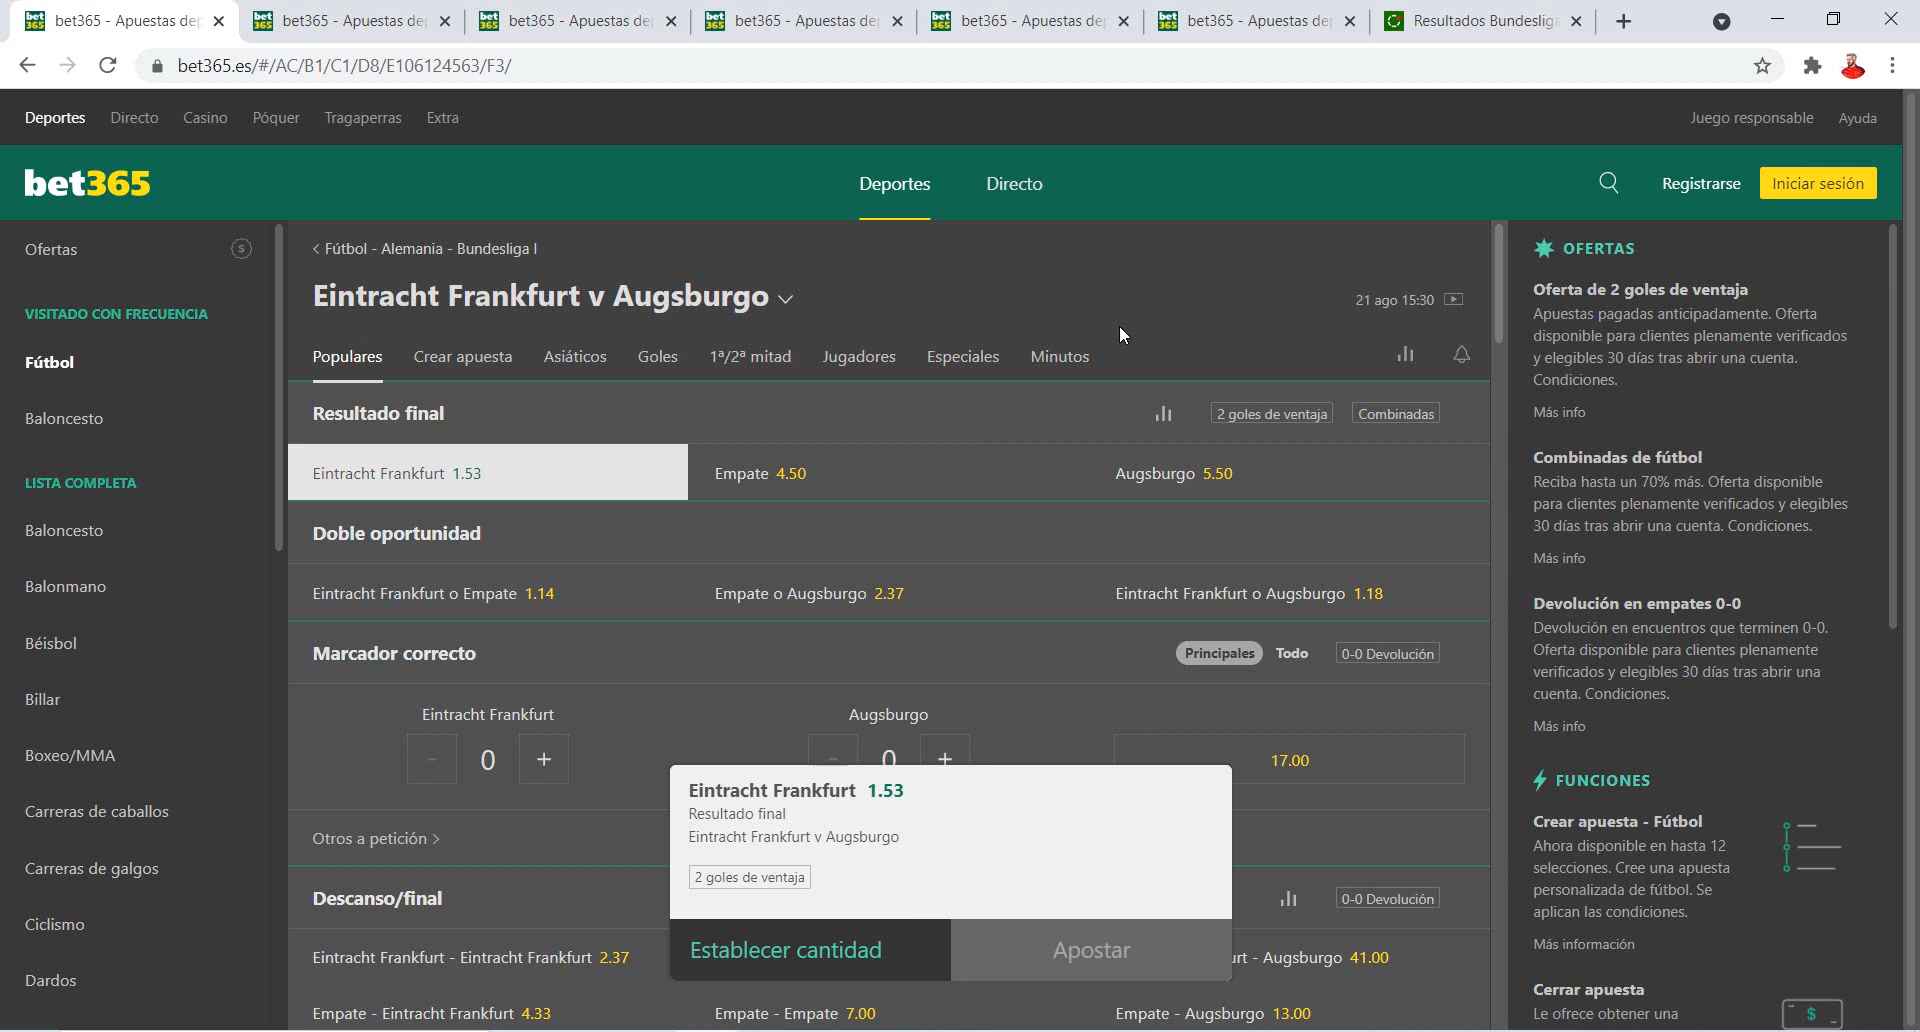 bet365 - Apuestas dep
bet365 - Apuestas de
bet365 - Apuestas de
bet365 - Apuestas de
bet365 - Apuestas de
bet365 - Apuestas de
Resultados Bundeslig
bet365.es/#/AC/B1/C1/D8/E106124563/F3/
Deportes Directo Casino Póquer Tragaperras Extra
Juego responsable Ayuda
bet365
Deportes Directo
Registrarse Iniciar sesión
Ofertas
VISITADO CON FRECUENCIA
Fútbol
Baloncesto
LISTA COMPLETA
Baloncesto
Balonmano
Béisbol
Billar
Boxeo/MMA
Carreras de caballos
Carreras de galgos
Ciclismo
Dardos
< Fútbol - Alemania - Bundesliga I
Eintracht Frankfurt v Augsburgo
21 ago 15:30
Populares Crear apuesta Asiáticos Goles 1ª/2ª mitad Jugadores Especiales Minutos
Resultado final
2 goles de ventaja Combinadas
Eintracht Frankfurt 1.53 Empate 4.50 Augsburgo 5.50
Doble oportunidad
Eintracht Frankfurt o Empate 1.14 Empate o Augsburgo 2.37 Eintracht Frankfurt o Augsburgo 1.18
Marcador correcto
Principales Todo 0-0 Devolución
Eintracht Frankfurt Augsburgo
- 0 + - 0 + 17.00
Otros a petición >
Eintracht Frankfurt 1.53
Resultado final
Eintracht Frankfurt v Augsburgo
2 goles de ventaja
Establecer cantidad Apostar
Descanso/final
0-0 Devolución
Eintracht Frankfurt - Eintracht Frankfurt 2.37
- Augsburgo 41.00
Empate - Eintracht Frankfurt 4.33 Empate - Empate 7.00 Empate - Augsburgo 13.00
OFERTAS
Oferta de 2 goles de ventaja
Apuestas pagadas anticipadamente. Oferta
disponible para clientes plenamente verificados
y elegibles 30 días tras abrir una cuenta.
Condiciones.
Más info
Combinadas de fútbol
Reciba hasta un 70% más. Oferta disponible
para clientes plenamente verificados y elegibles
30 días tras abrir una cuenta. Condiciones.
Más info
Devolución en empates 0-0
Devolución en encuentros que terminen 0-0.
Oferta disponible para clientes plenamente
verificados y elegibles 30 días tras abrir una
cuenta. Condiciones.
Más info
FUNCIONES
Crear apuesta - Fútbol
Ahora disponible en hasta 12
selecciones. Cree una apuesta
personalizada de fútbol. Se
aplican las condiciones.
Más información
Cerrar apuesta
Le ofrece obtener una